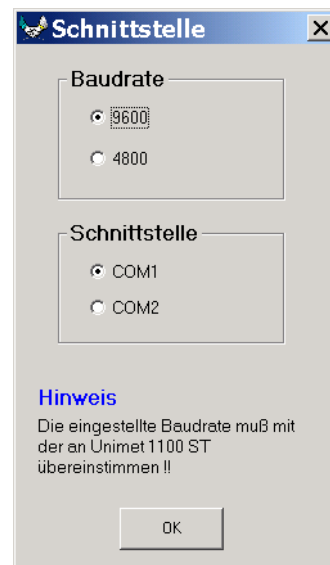 Schnittstelle
Baudrate
9600
4800
Schnittstelle
COM1
COM2
Hinweis
Die eingestellte Baudrate muß mit
der an Unimet 1100 ST
übereinstimmen !!
OK